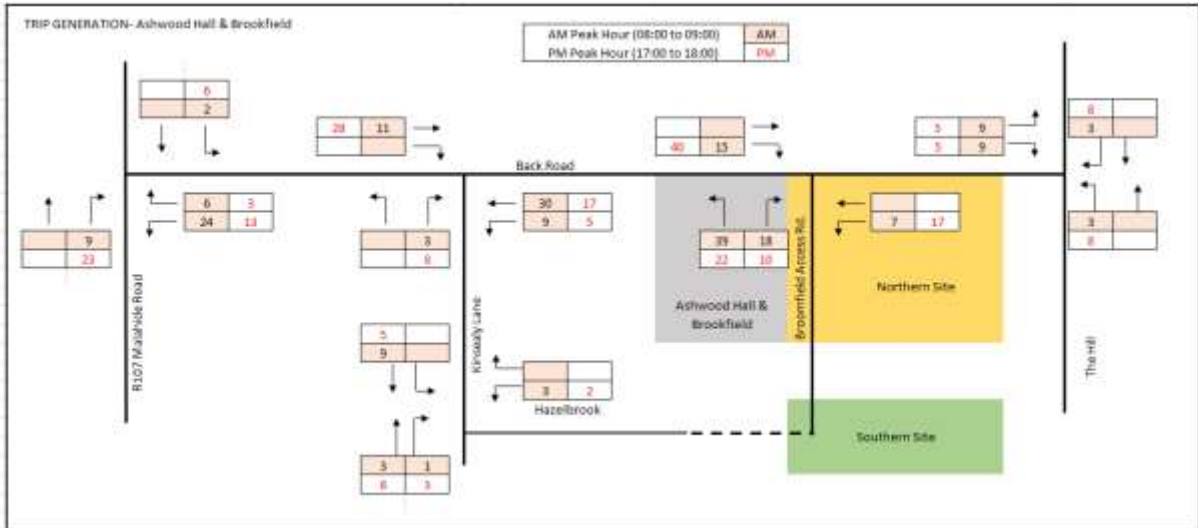 TRIP GENERATION- Ashwood Hall & Brookfield
AM Peak Hour (08:00 to 09:00) AM
PM Peak Hour (17:00 to 18:00) PM
6
2
28 11
40 15
5 9
5 9
8
3
Back Road
6 3
24 13
9
23
3
8
30 17
9 5
39 18
22 10
7 17
3
8
R107 Malahide Road
Kinsealy Lane
Ashwood Hall &
Brookfield
Broomfield Access Rd.
Northern Site
The Hill
5
9
3 2
Hazelbrook
3 1
8 3
Southern Site